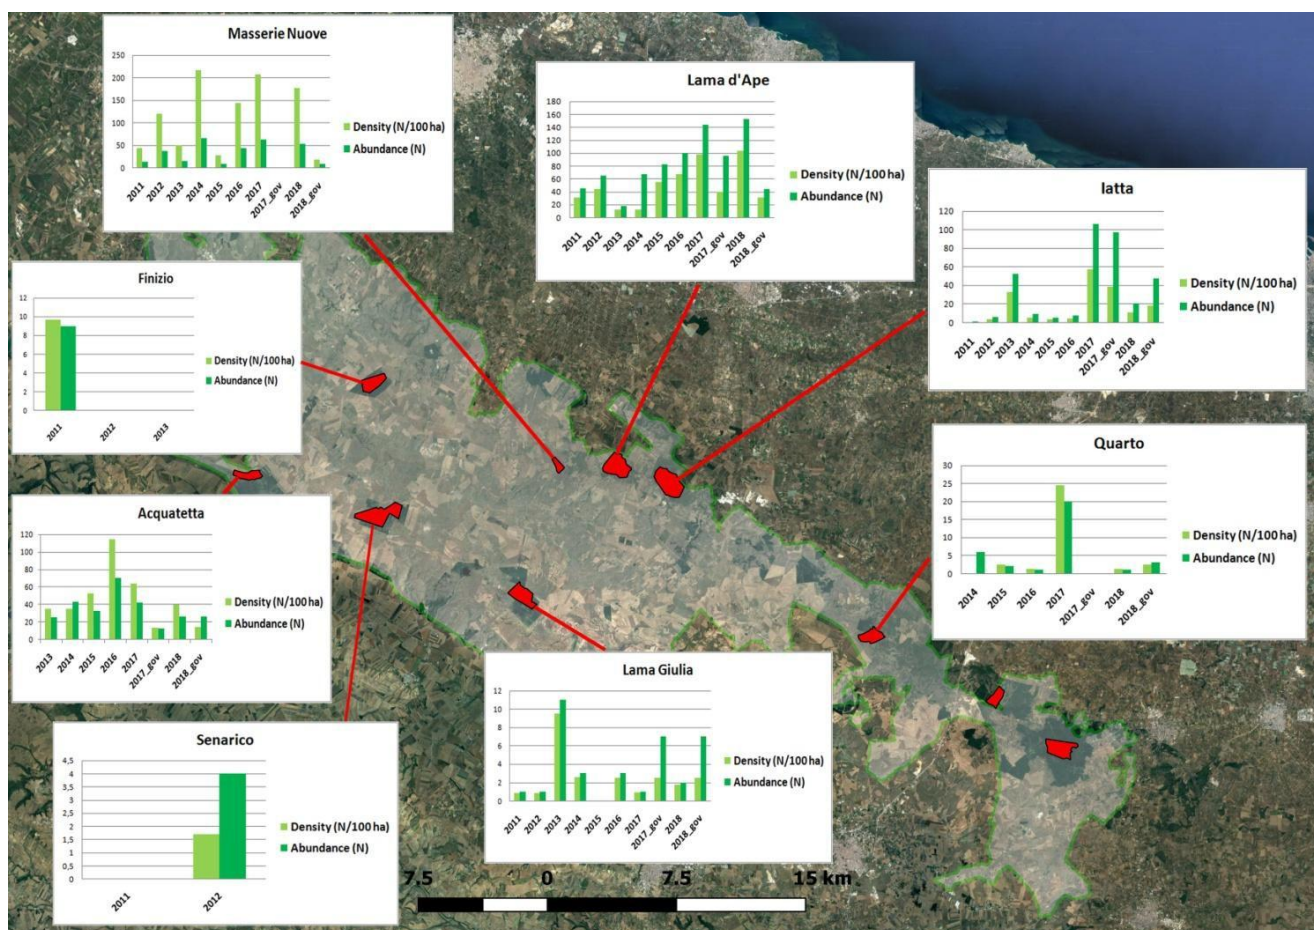 Masserie Nuove
250
200
150
100
50
0
2011
2012
2013
2014
2015
2016
2017
2017_gov
2018
2018_gov
Density (N/100 ha)
Abundance (N)
Lama d'Ape
180
160
140
120
100
80
60
40
20
0
2011
2012
2013
2014
2015
2016
2017
2017_gov
2018
2018_gov
Density (N/100 ha)
Abundance (N)
Iatta
120
100
80
60
40
20
0
2011
2012
2013
2014
2015
2016
2017
2017_gov
2018
2018_gov
Density (N/100 ha)
Abundance (N)
Finizio
12
10
8
6
4
2
0
2011
2012
2013
Density (N/100 ha)
Abundance (N)
Quarto
30
25
20
15
10
5
0
2014
2015
2016
2017
2017_gov
2018
2018_gov
Density (N/100 ha)
Abundance (N)
Acquatetta
120
100
80
60
40
20
0
2013
2014
2015
2016
2017
2017_gov
2018
2018_gov
Density (N/100 ha)
Abundance (N)
Lama Giulia
12
10
8
6
4
2
0
2011
2012
2013
2014
2015
2016
2017
2017_gov
2018
2018_gov
Density (N/100 ha)
Abundance (N)
Senarico
4,5
4
3,5
3
2,5
2
1,5
1
0,5
0
2011
2012
Density (N/100 ha)
Abundance (N)
7.5 0 7.5 15 km